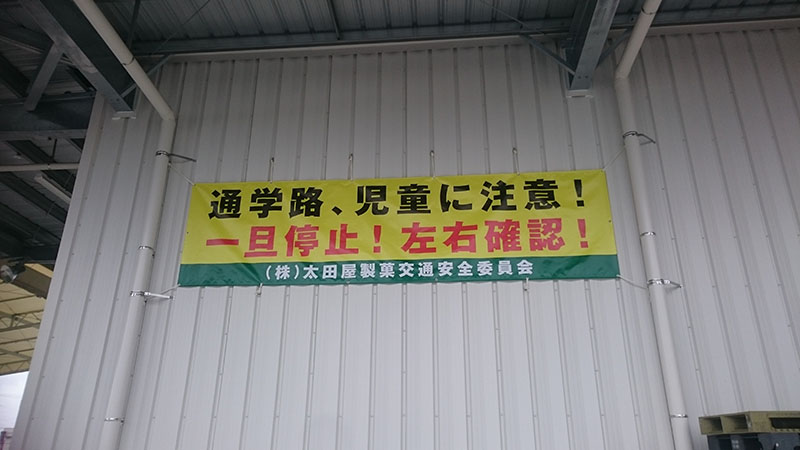 通学路、児童に注意！
一旦停止！左右確認！
（株）太田屋製菓交通安全委員会